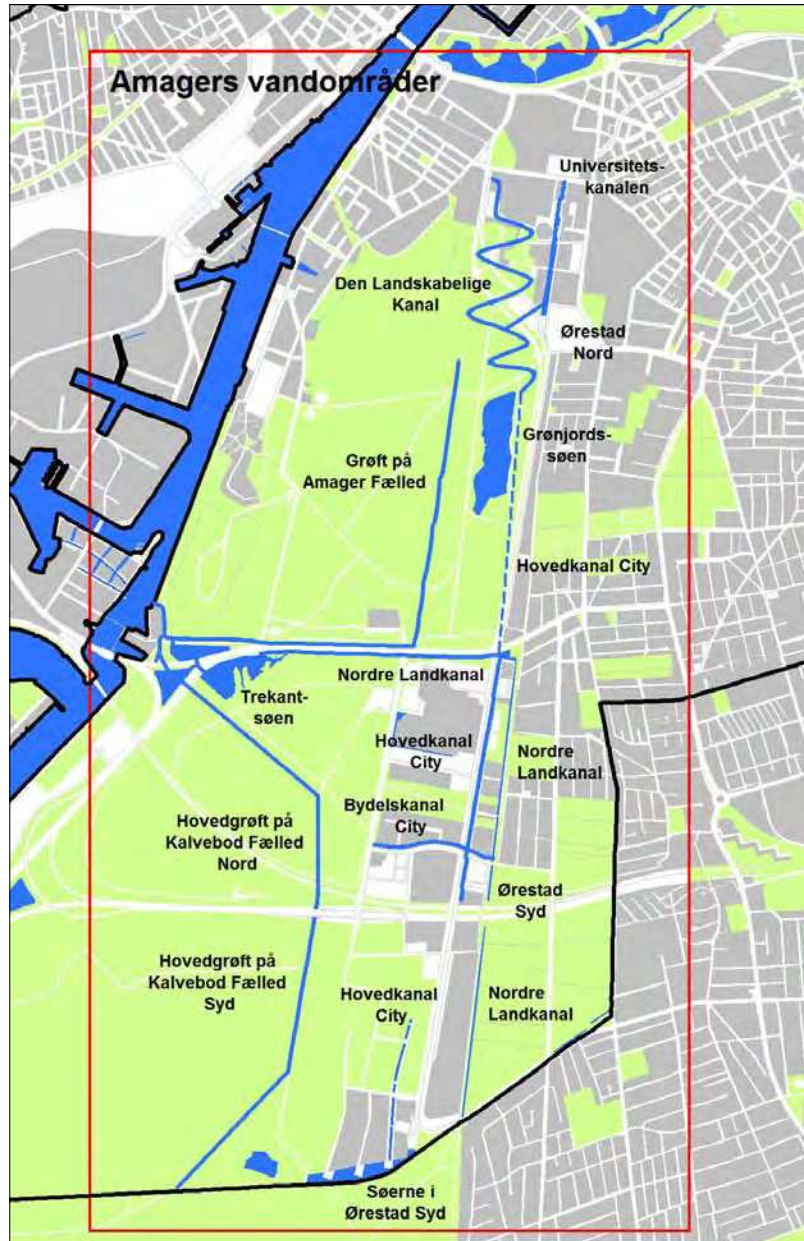 Amagers vandområder
Universitets-
kanalen
Den Landskabelige
Kanal
Ørestad
Nord
Grønjords-
søen
Grøft på
Amager Fælled
Hovedkanal City
Nordre Landkanal
Trekant-
søen
Hovedkanal
City
Nordre
Landkanal
Bydelskanal
City
Hovedgrøft på
Kalvebod Fælled
Nord
Ørestad
Syd
Hovedgrøft på
Kalvebod Fælled
Syd
Hovedkanal
City
Nordre
Landkanal
Søerne i
Ørestad Syd